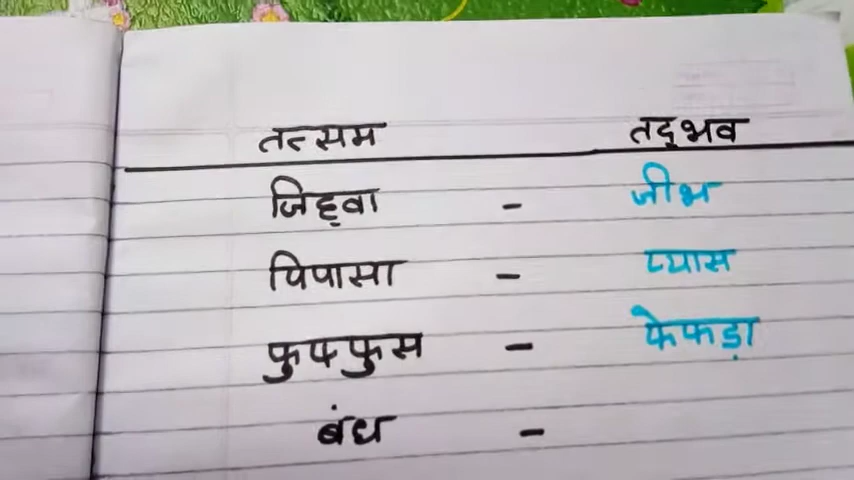 तत्सम तद्भव
जिह्वा - जीभ
पिपासा - प्यास
फुफ्फुस - फेफड़ा
बंध -